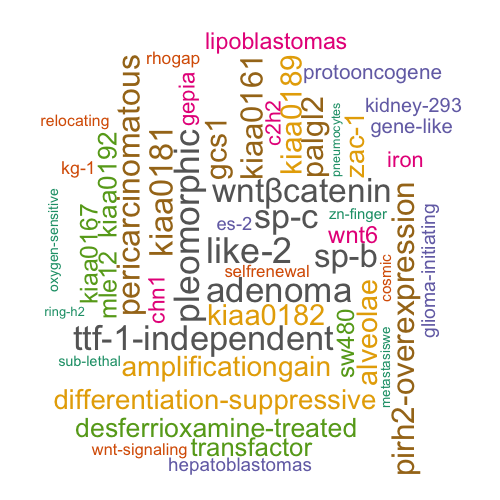 lipoblastomas
rhogap
protooncogene
gepia
kiaa0161
c2h2
kiaa0189
palgl2
pneumocytes
zac-1
kidney-293
gene-like
relocating
pericarcinomatous
kiaa0181
gcs1
iron
kg-1
kiaa0192
pleomorphic
wntβcatenin
oxygen-sensitive
kiaa0167
mle12
es-2
sp-c
zn-finger
wnt6
chn1
like-2
sp-b
selfrenewal
cosmic
pirh2-overexpression
glioma-initiating
adenoma
ring-h2
kiaa0182
ttf-1-independent
sw480
alveolae
metastasiswe
sub-lethal
amplificationgain
differentiation-suppressive
desferrioxamine-treated
wnt-signaling
transfactor
hepatoblastomas